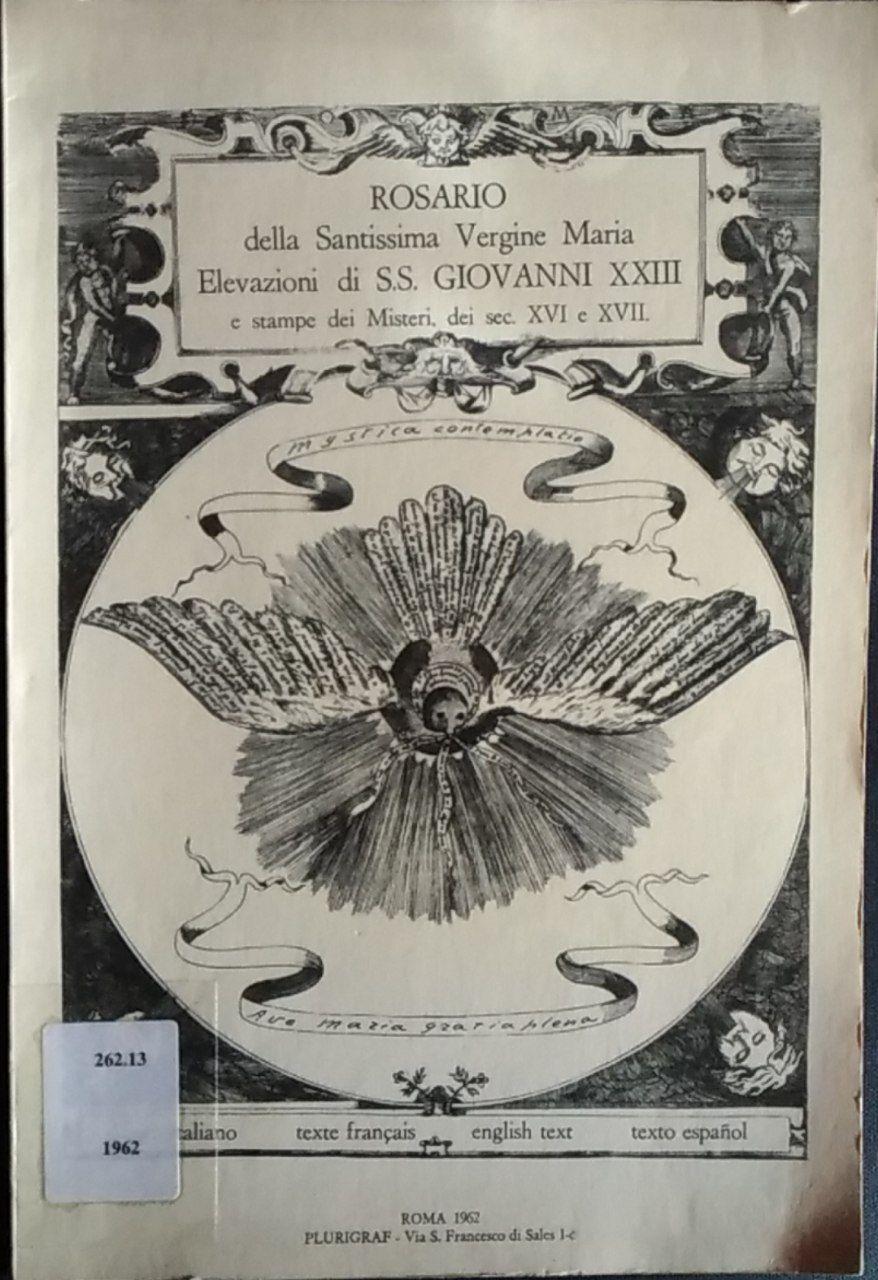 ROSARIO
della Santissima Vergine Maria
Elevazioni di S.S. GIOVANNI XXIII
e stampe dei Misteri, dei sec. XVI e XVII.
mystica contemplatio
Ave maria gratia plena
262.13
1962
aliano texte français english text texto español
ROMA 1962
PLURIGRAF - Via S. Francesco di Sales